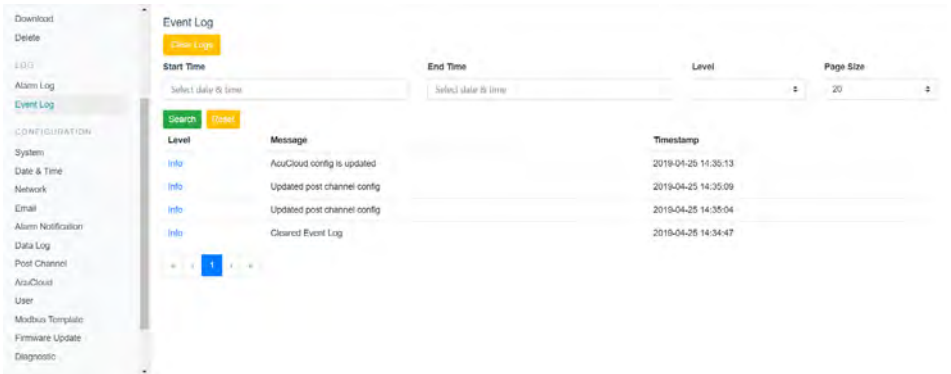 Download
Delete
LOG
Alarm Log
Event Log
CONFIGURATION
System
Date & Time
Network
Email
Alarm Notification
Data Log
Post Channel
AcuCloud
User
Modbus Template
Firmware Update
Diagnostic
Event Log
Clear Logs
Start Time End Time Level Page Size
Select date & time Select date & time 20
Search Reset
Level Message Timestamp
Info AcuCloud config is updated 2019-04-25 14:35:13
Info Updated post channel config 2019-04-25 14:35:09
Info Updated post channel config 2019-04-25 14:35:04
Info Cleared Event Log 2019-04-25 14:34:47
« ‹ 1 › »